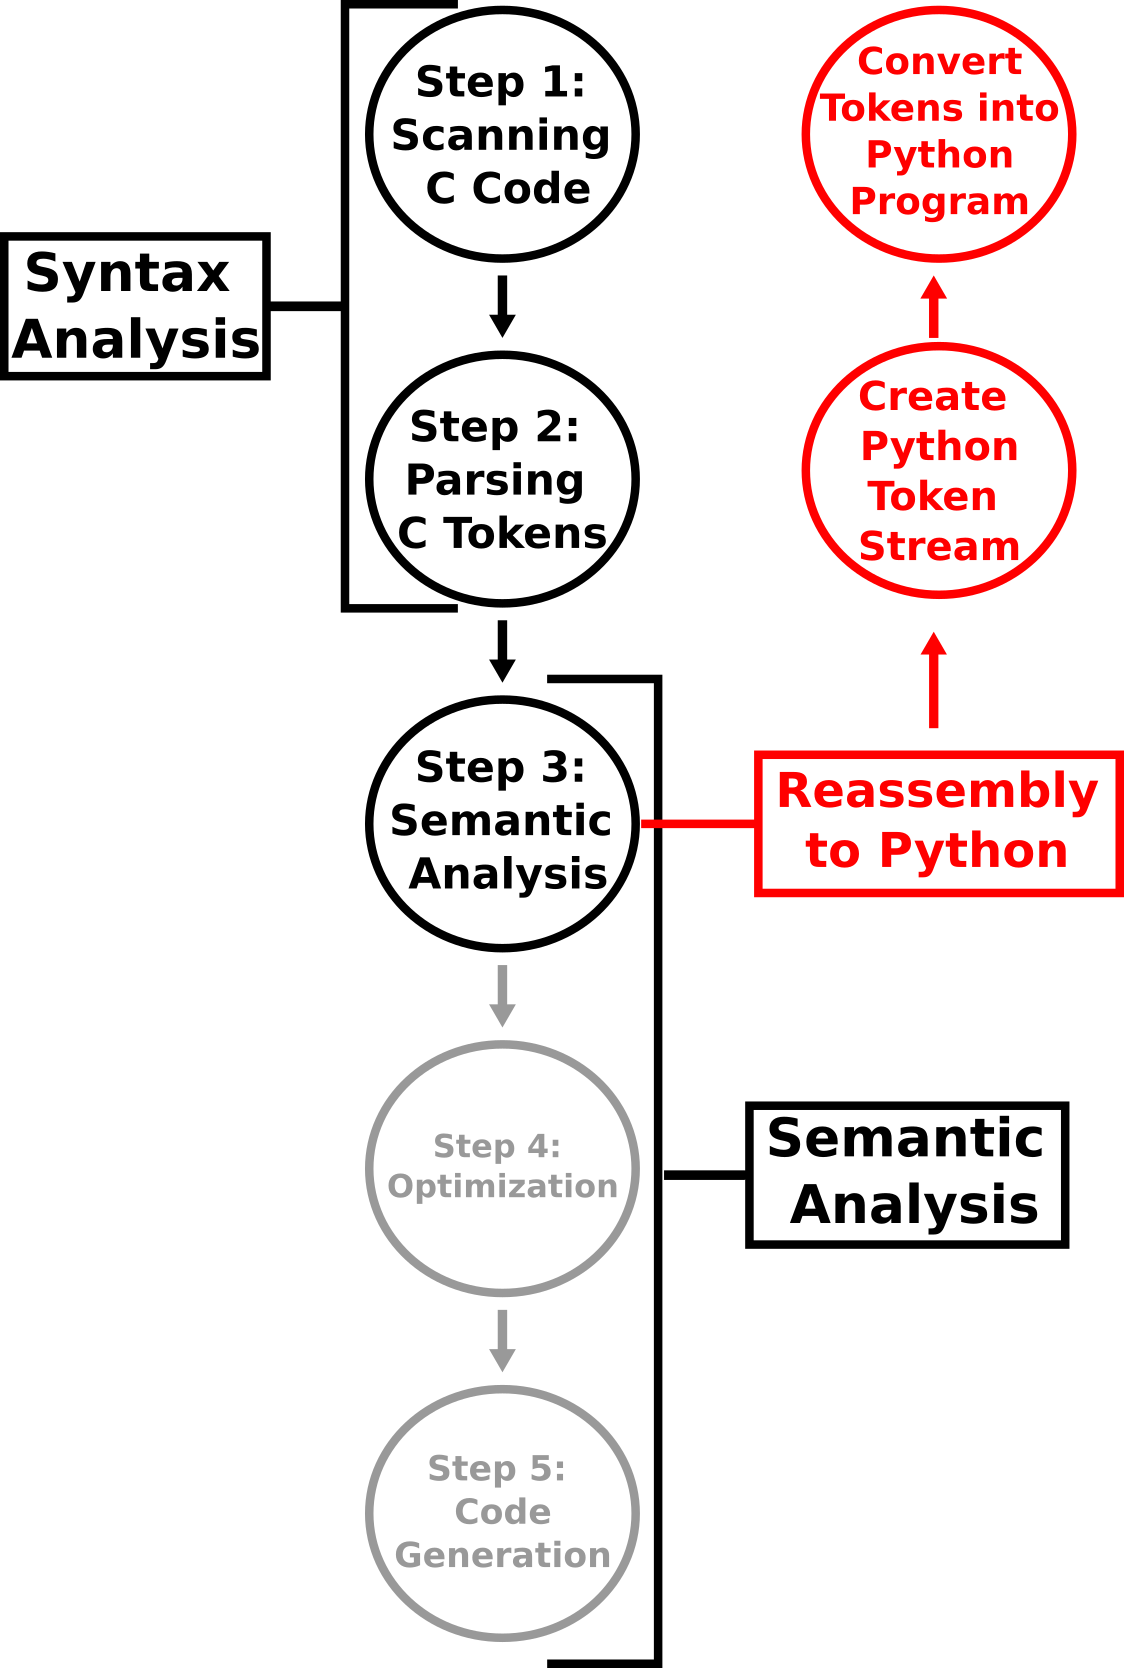 Step 1:
Scanning
C Code
Syntax
Analysis
Step 2:
Parsing
C Tokens
Step 3:
Semantic
Analysis
Step 4:
Optimization
Step 5:
Code
Generation
Convert
Tokens into
Python
Program
Create
Python
Token
Stream
Reassembly
to Python
Semantic
Analysis